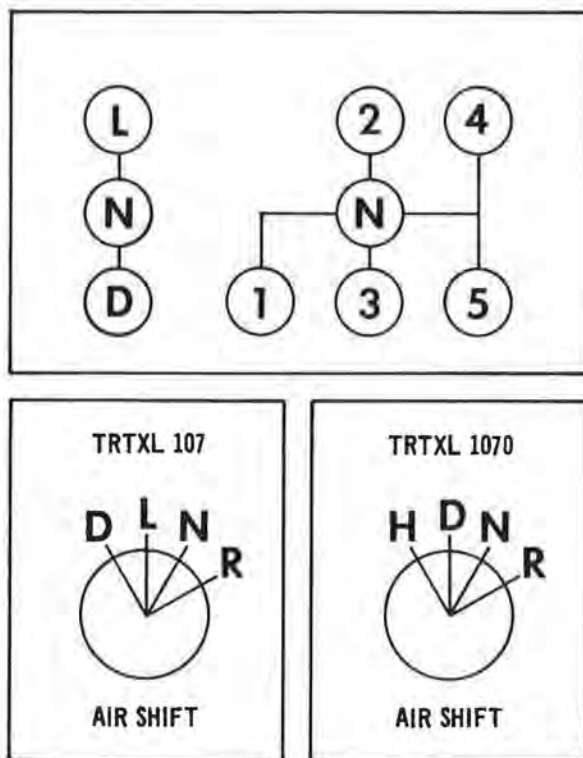 L 2 4
N N
D 1 3 5
TRTXL 107
D L N R
AIR SHIFT
TRTXL 1070
H D N R
AIR SHIFT